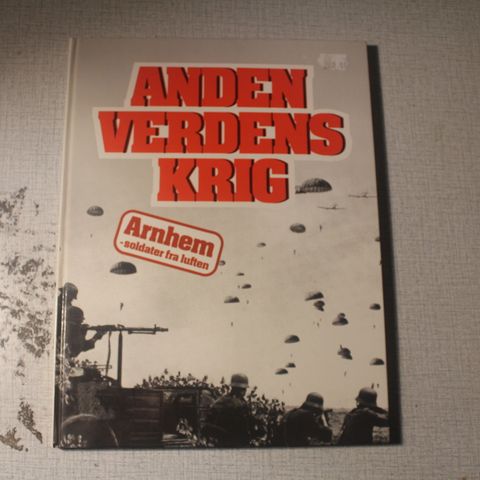 ANDEN
VERDENS
KRIG
Arnhem
-soldater fra luften